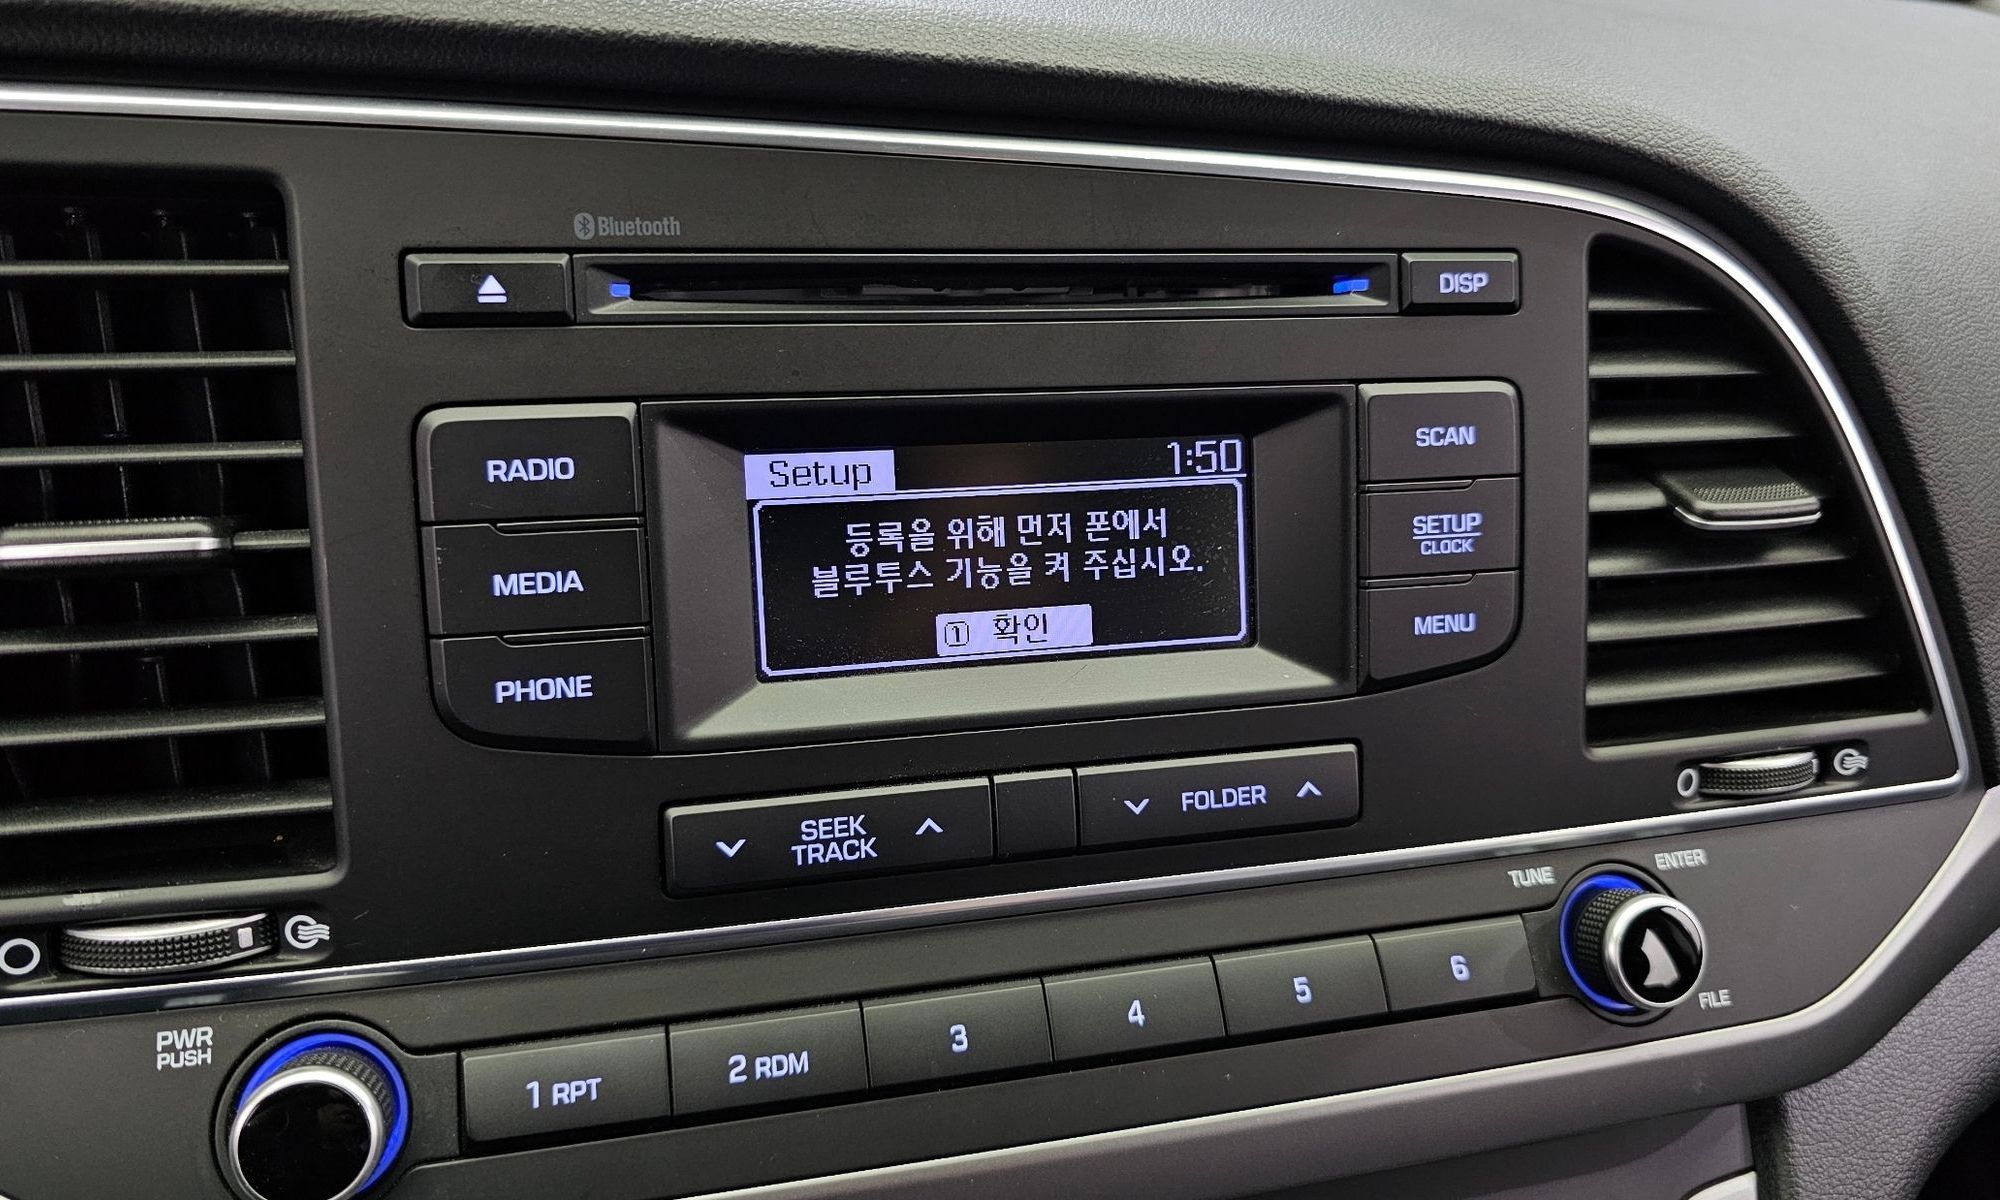 Bluetooth
DISP
RADIO
MEDIA
PHONE
Setup
1:50
등록을 위해 먼저 폰에서
블루투스 기능을 켜 주십시오.
1 확인
SCAN
SETUP
CLOCK
MENU
SEEK
TRACK
FOLDER
TUNE
ENTER
FILE
PWR
PUSH
1 RPT
2 RDM
3
4
5
6